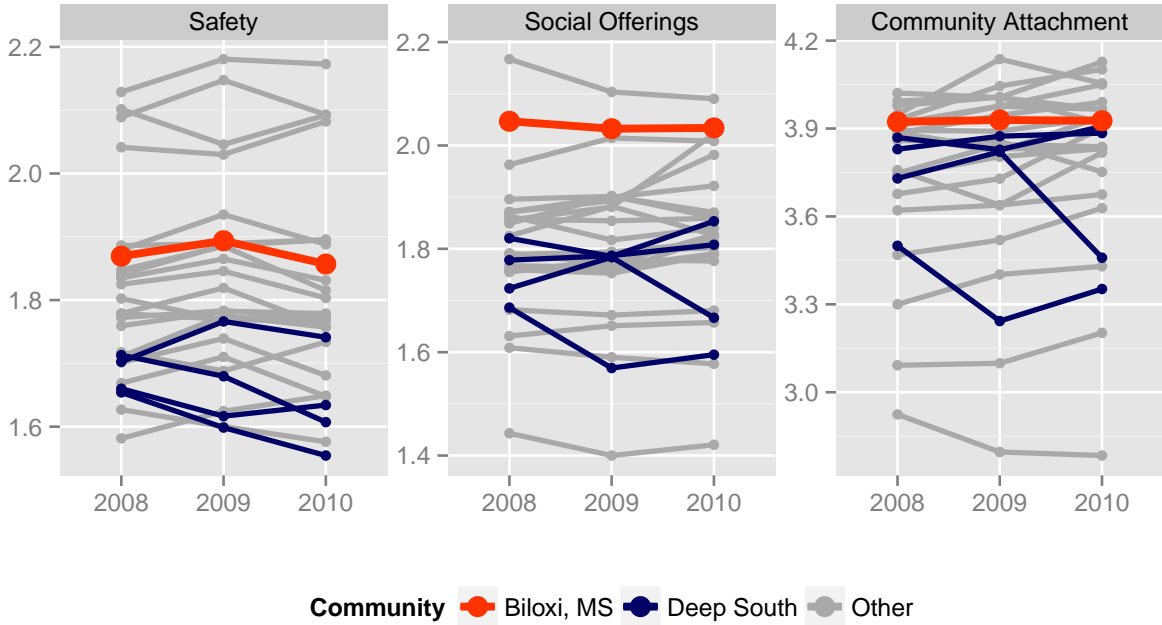 Safety
Social Offerings
Community Attachment
2.2
2.0
1.8
1.6
2.2
2.0
1.8
1.6
1.4
4.2
3.9
3.6
3.3
3.0
2008 2009 2010
2008 2009 2010
2008 2009 2010
Community Biloxi, MS Deep South Other